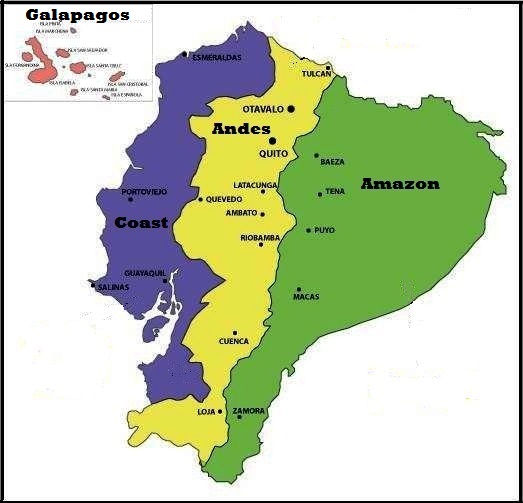 Galapagos
ISLA PINTA
ISLA MARCHENA
ISLA SAN SALVADOR
ISLA FERNANDINA
ISLA SANTA CRUZ
ISLA ISABELA
ISLA SAN CRISTOBAL
ISLA SANTA MARIA
ISLA ESPAÑOLA
ESMERALDAS
TULCAN
OTAVALO
Andes
QUITO
BAEZA
Amazon
LATACUNGA
TENA
PORTOVIEJO
QUEVEDO
AMBATO
Coast
PUYO
RIOBAMBA
GUAYAQUIL
SALINAS
MACAS
CUENCA
LOJA
ZAMORA